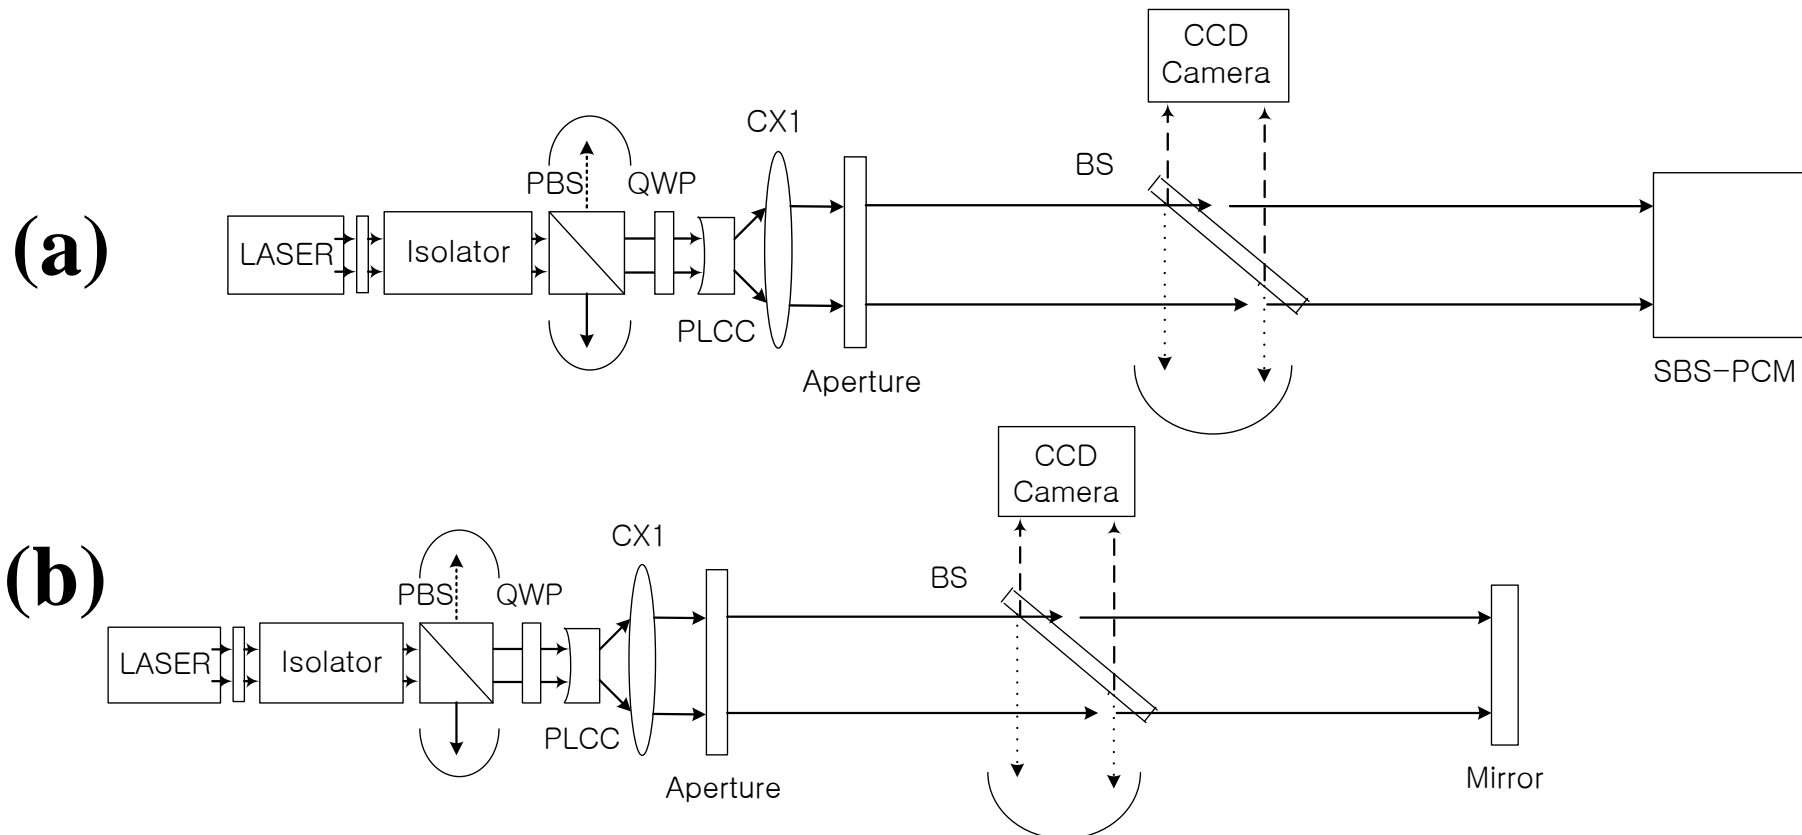 CCD
Camera
CX1
BS
PBS
QWP
(a)
LASER
Isolator
PLCC
Aperture
SBS-PCM
CCD
Camera
CX1
BS
(b)
PBS
QWP
LASER
Isolator
PLCC
Aperture
Mirror